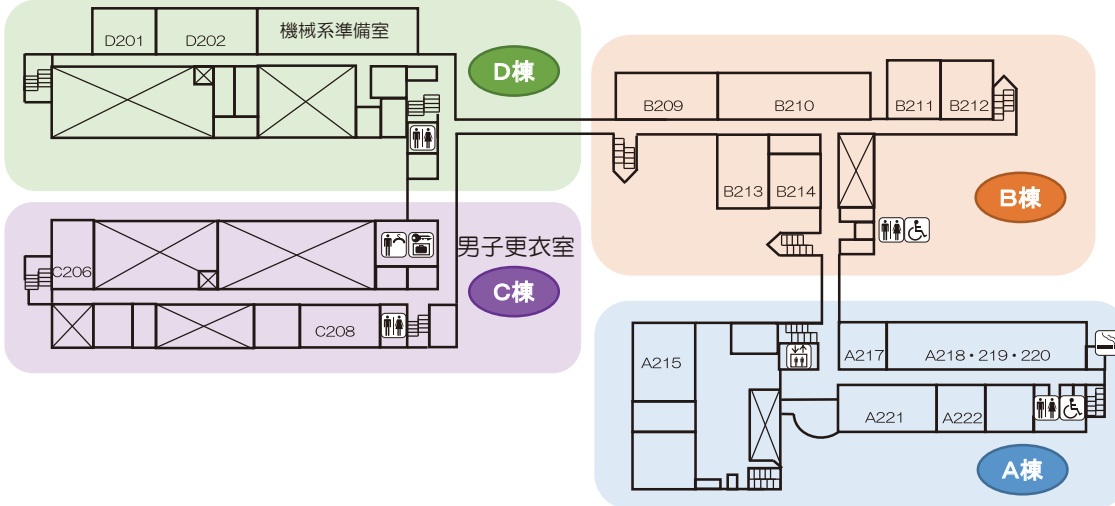 D201
D202
機械系準備室
D棟
B209
B210
B211
B212
B213
B214
B棟
C206
男子更衣室
C棟
C208
A215
A217
A218・219・220
A221
A222
A棟